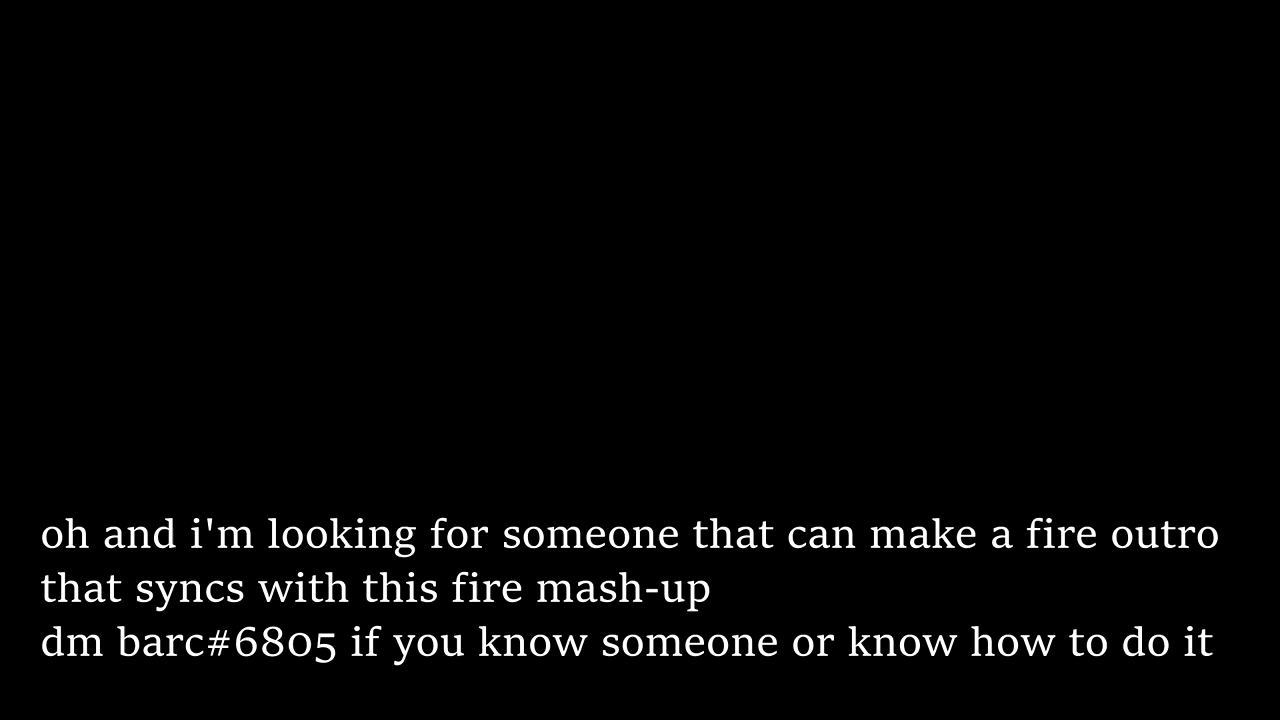 oh and i'm looking for someone that can make a fire outro
that syncs with this fire mash-up
dm barc#6805 if you know someone or know how to do it